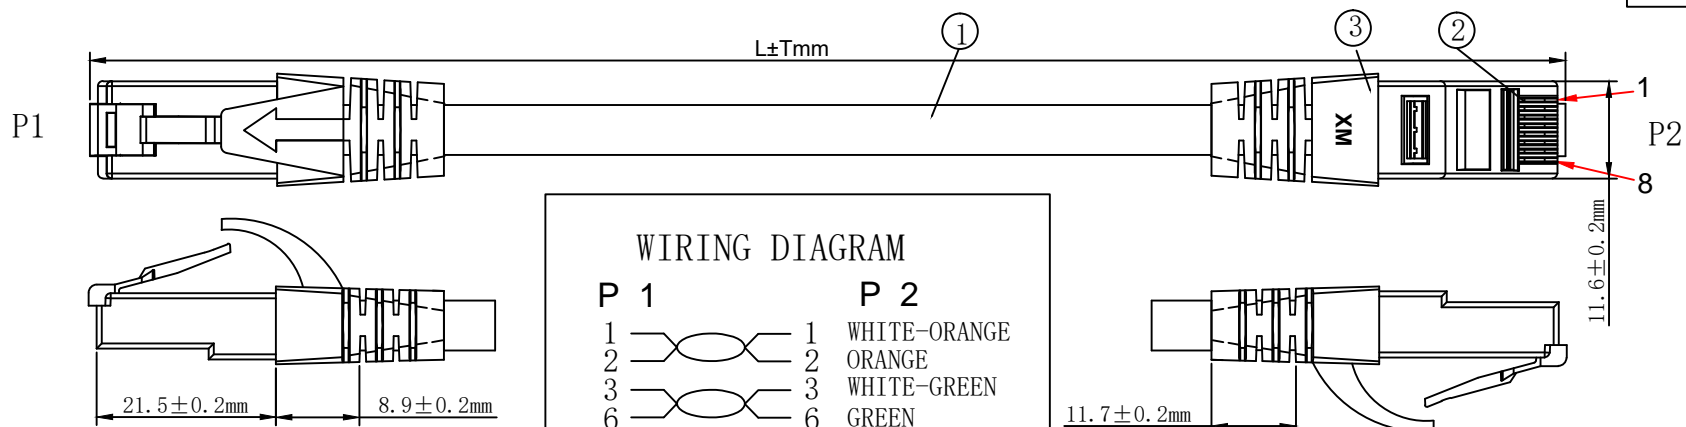 L±Tmm
1
3
2
P1
XM
1
8
P2
11.6±0.2mm
WIRING DIAGRAM
P 1 P 2
1 1 WHITE-ORANGE
2 2 ORANGE
3 3 WHITE-GREEN
6 6 GREEN
21.5±0.2mm
8.9±0.2mm
11.7±0.2mm